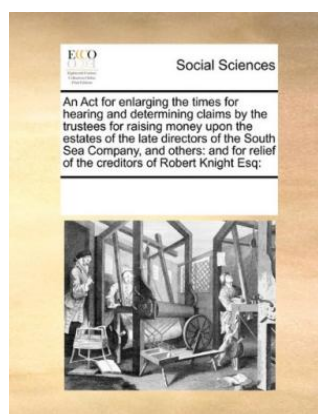 ECCO
Social Sciences
An Act for enlarging the times for
hearing and determining claims by the
trustees for raising money upon the
estates of the late directors of the South
Sea Company, and others: and for relief
of the creditors of Robert Knight Esq: